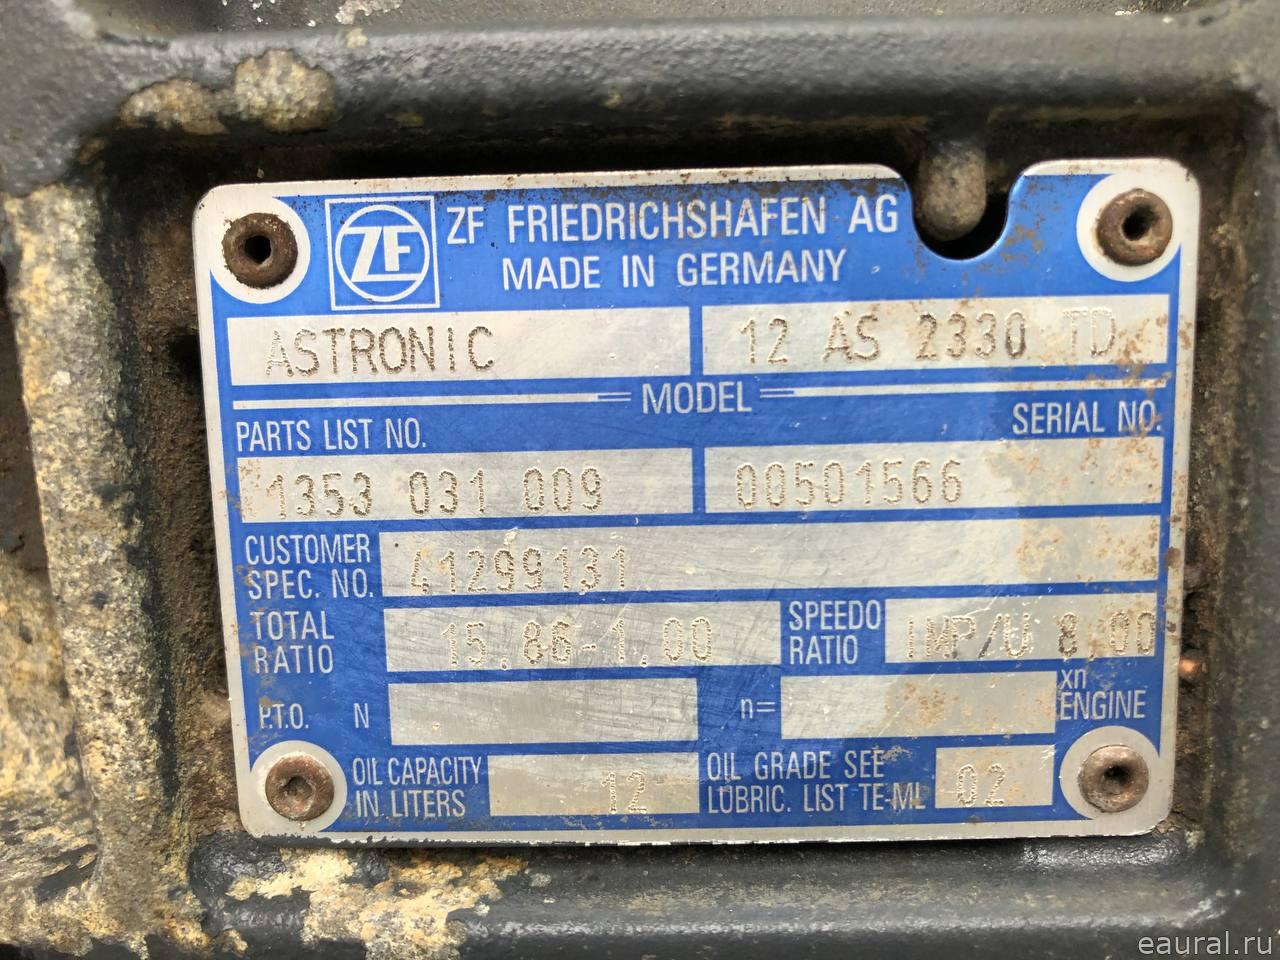 ZF
ZF FRIEDRICHSHAFEN AG
MADE IN GERMANY
ASTRONIC 12 AS 2330 TD
MODEL
PARTS LIST NO. SERIAL NO.
1353 031 009 00501566
CUSTOMER SPEC. NO. 41299131
TOTAL RATIO 15.86-1.00 SPEEDO RATIO IMP/U 8.00
P.T.O. N n= xn ENGINE
OIL CAPACITY IN LITERS 12 OIL GRADE SEE LUBRIC. LIST TE-ML 02
eaural.ru